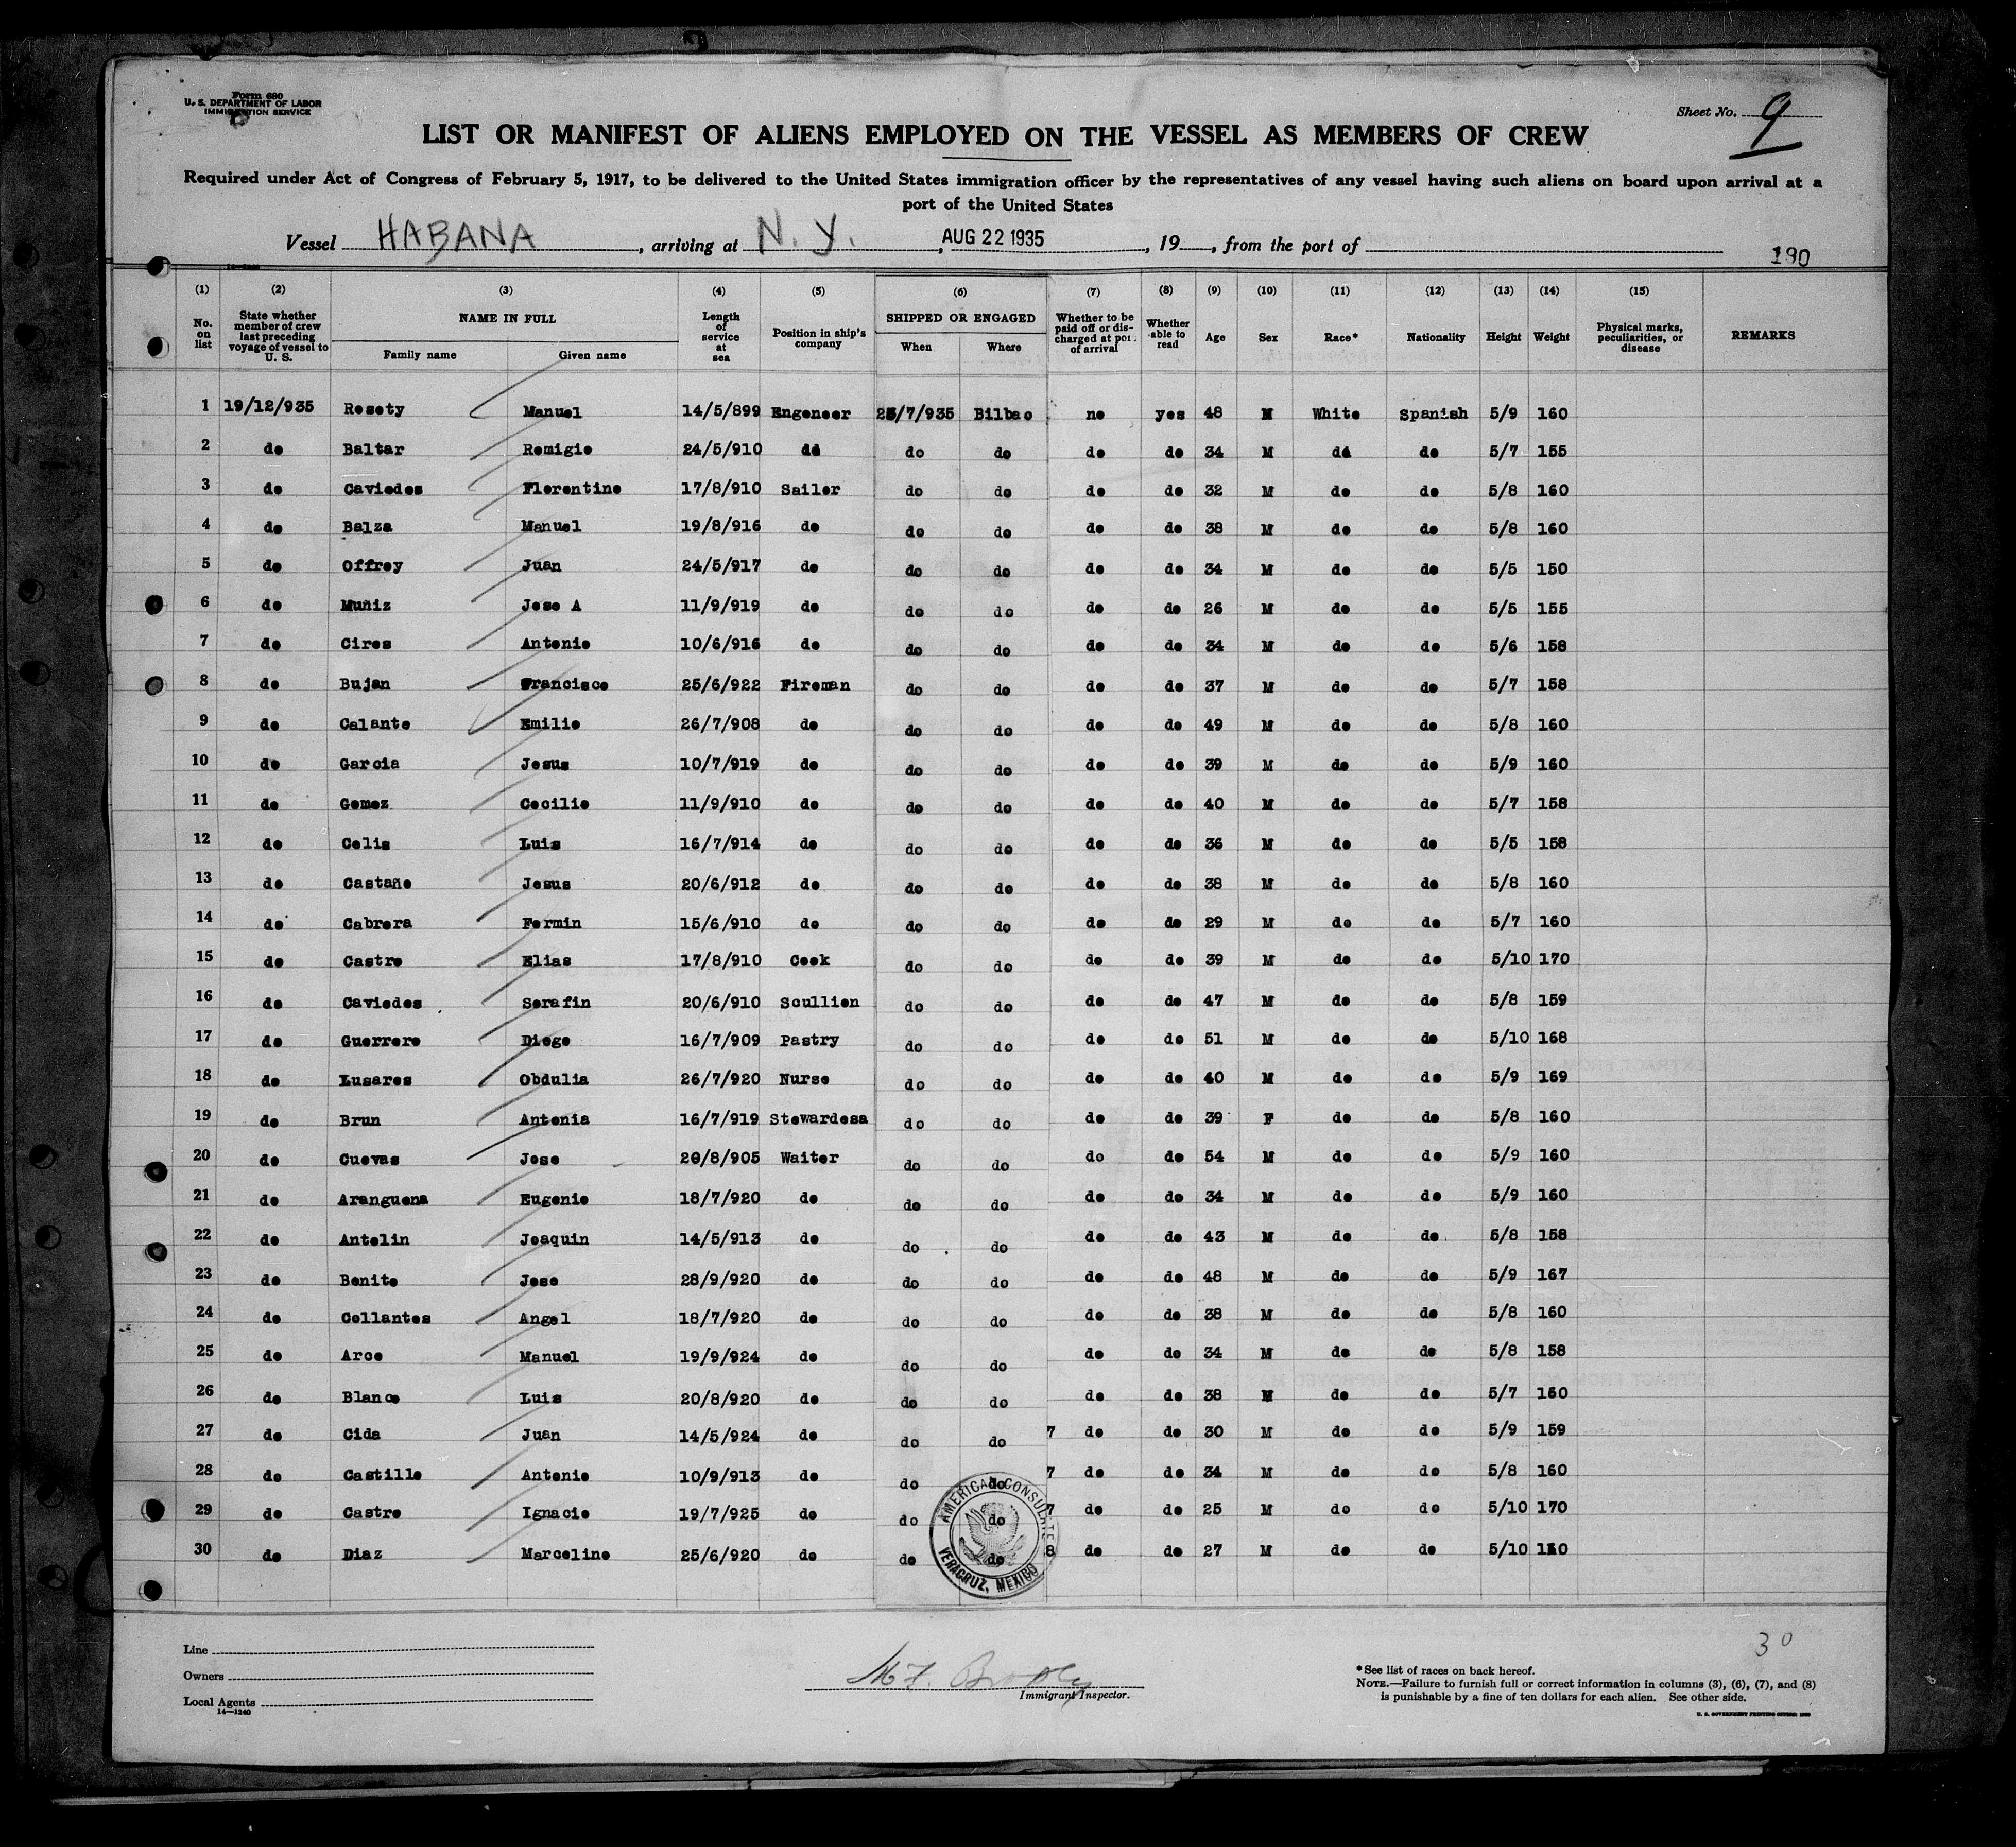 Form 680
U. S. DEPARTMENT OF LABOR
IMMIGRATION SERVICE
Sheet No. 9
LIST OR MANIFEST OF ALIENS EMPLOYED ON THE VESSEL AS MEMBERS OF CREW
Required under Act of Congress of February 5, 1917, to be delivered to the United States immigration officer by the representatives of any vessel having such aliens on board upon arrival at a
port of the United States
Vessel HABANA, arriving at N. Y., AUG 22 1935, 19, from the port of
190
(1) (2) (3) (4) (5) (6) (7) (8) (9) (10) (11) (12) (13) (14) (15)
No. on list State whether member of crew last preceding voyage of vessel to U. S. NAME IN FULL Family name Given name Length of service at sea Position in ship's company SHIPPED OR ENGAGED When Where Whether to be paid off or discharged at port of arrival Whether able to read Age Sex Race* Nationality Height Weight Physical marks, peculiarities, or disease REMARKS
1 19/12/935 Resety Manuel 14/5/899 Engeneer 25/7/935 Bilbao no yes 48 M White Spanish 5/9 160
2 do Baltar Remigio 24/5/910 dd do do do do 34 M dd do 5/7 155
3 do Caviedes Florentino 17/8/910 Sailer do do do do 32 M do do 5/8 160
4 do Balza Manuel 19/8/916 do do do do do 38 M do do 5/8 160
5 do Offrey Juan 24/5/917 do do do do do 34 M do do 5/5 150
6 do Muñiz Jose A 11/9/919 do do do do do 26 M do do 5/5 155
7 do Cires Antonio 10/6/916 do do do do do 34 M do do 5/6 158
8 do Bujan Francisco 25/6/922 Fireman do do do do 37 M do do 5/7 158
9 do Calante Emilio 26/7/908 do do do do do 49 M do do 5/8 160
10 do Garcia Jesus 10/7/919 do do do do do 39 M do do 5/9 160
11 do Gomez Cecilio 11/9/910 do do do do do 40 M do do 5/7 158
12 do Celis Luis 16/7/914 do do do do do 36 M do do 5/5 158
13 do Castaño Jesus 20/6/912 do do do do do 38 M do do 5/8 160
14 do Cabrera Fermin 15/6/910 do do do do do 29 M do do 5/7 160
15 do Castro Elias 17/8/910 Cook do do do do 39 M do do 5/10 170
16 do Caviedes Serafin 20/6/910 Scullion do do do do 47 M do do 5/8 159
17 do Guerrero Diego 16/7/909 Pastry do do do do 51 M do do 5/10 168
18 do Lusares Obdulia 26/7/920 Nurse do do do do 40 M do do 5/9 169
19 do Brun Antonia 16/7/919 Stewardesa do do do do 39 F do do 5/8 160
20 do Cuevas Jose 20/8/905 Waiter do do do do 54 M do do 5/9 160
21 do Aranguena Eugenio 18/7/920 do do do do do 34 M do do 5/9 160
22 do Antolin Joaquin 14/5/913 do do do do do 43 M do do 5/8 158
23 do Benito Jose 28/9/920 do do do do do 48 M do do 5/9 167
24 do Collantes Angel 18/7/920 do do do do do 38 M do do 5/8 160
25 do Arce Manuel 19/9/924 do do do do do 34 M do do 5/8 158
26 do Blanco Luis 20/8/920 do do do do do 38 M do do 5/7 150
27 do Cida Juan 14/5/924 do do do 7 do do 30 M do do 5/9 159
28 do Castillo Antonio 10/9/913 do do do 7 do do 34 M do do 5/8 160
29 do Castro Ignacio 19/7/925 do do do 7 do do 25 M do do 5/10 170
30 do Diaz Marcelino 25/6/920 do do do 8 do do 27 M do do 5/10
AMERICAN CONSULATE
VERACRUZ, MEXICO
30
Line
Owners
Local Agents
14—1240
Immigrant Inspector.
*See list of races on back hereof.
NOTE.—Failure to furnish full or correct information in columns (3), (6), (7), and (8)
is punishable by a fine of ten dollars for each alien. See other side.